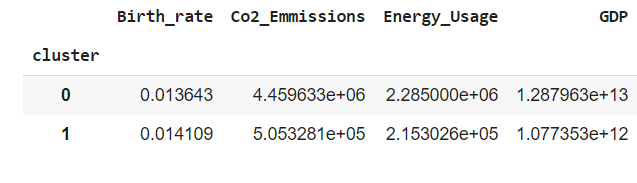 Birth_rate Co2_Emmissions Energy_Usage GDP
cluster
0 0.013643 4.459633e+06 2.285000e+06 1.287963e+13
1 0.014109 5.053281e+05 2.153026e+05 1.077353e+12